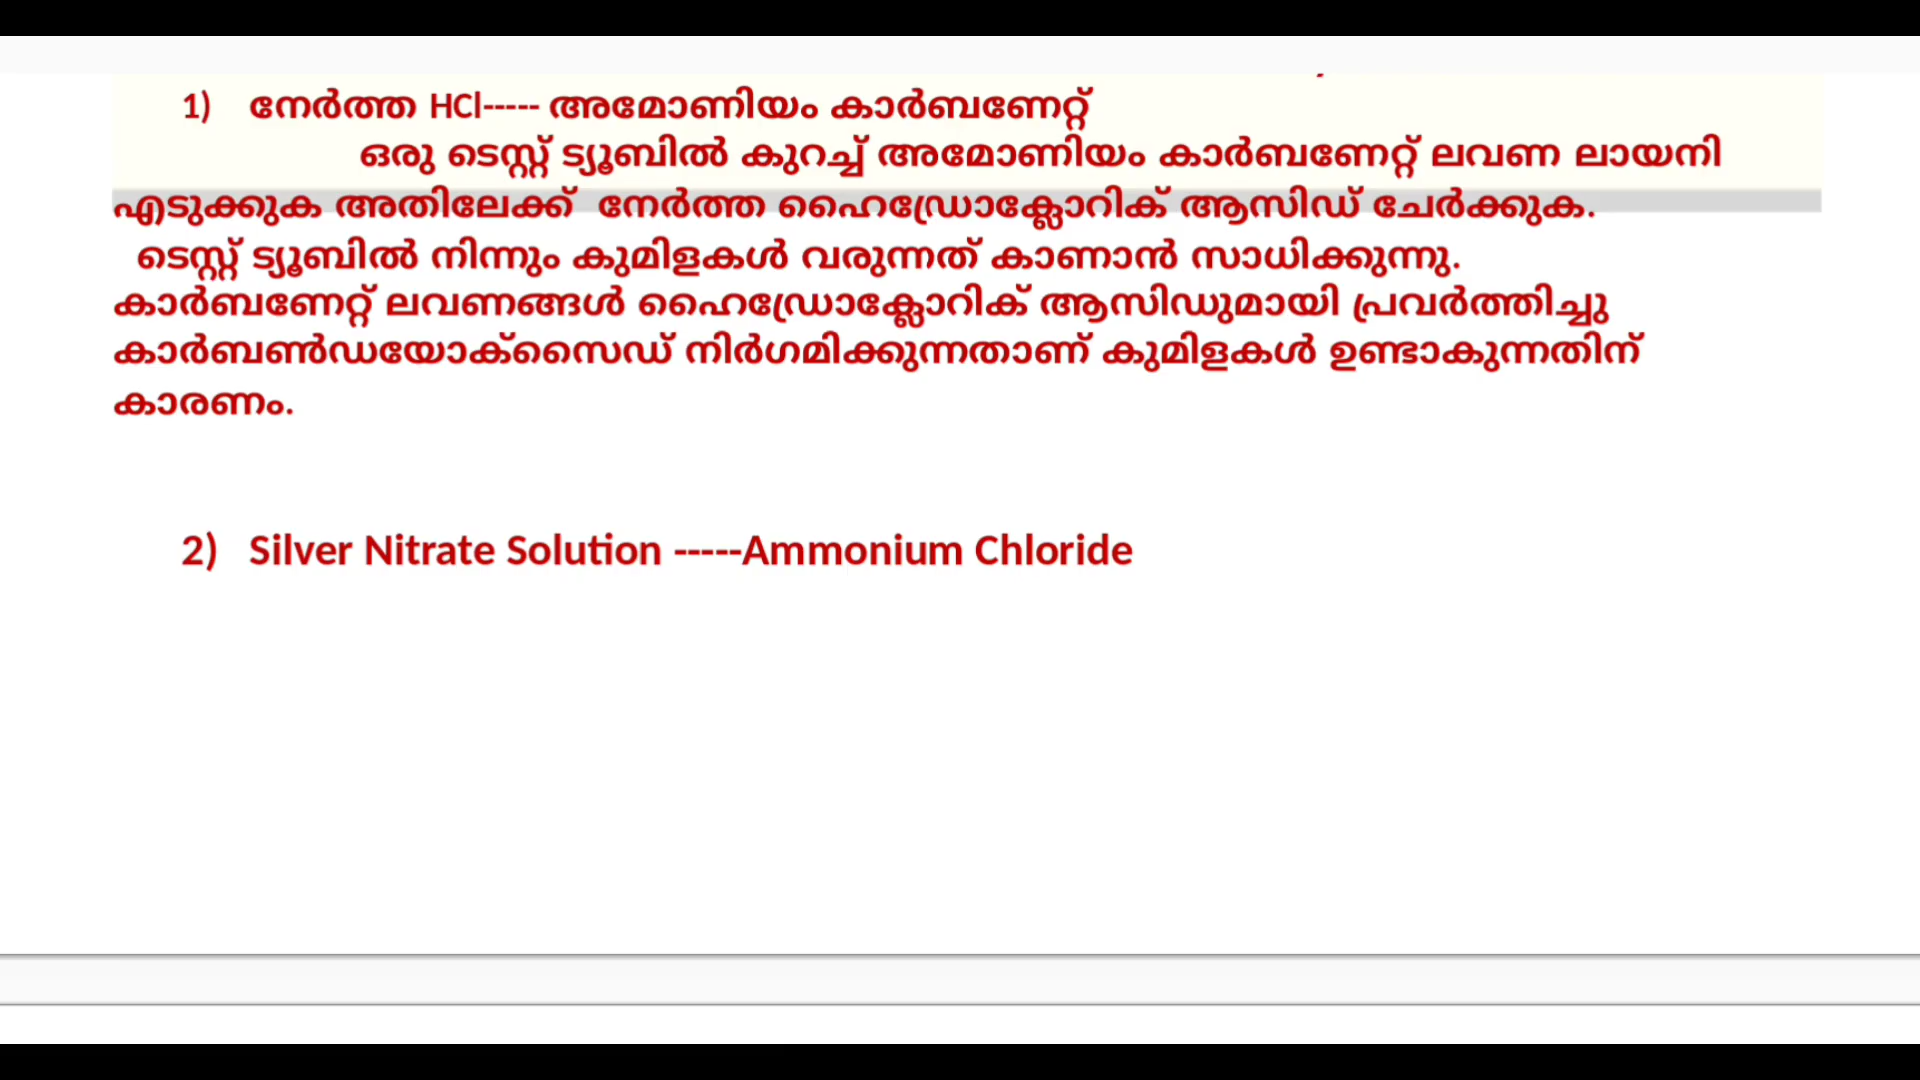 1) നേർത്ത HCl----- അമോണിയം കാർബണേറ്റ്
ഒരു ടെസ്റ്റ് ട്യൂബിൽ കുറച്ച് അമോണിയം കാർബണേറ്റ് ലവണ ലായനി
എടുക്കുക അതിലേക്ക് നേർത്ത ഹൈഡ്രോക്ലോറിക് ആസിഡ് ചേർക്കുക.
ടെസ്റ്റ് ട്യൂബിൽ നിന്നും കുമിളകൾ വരുന്നത് കാണാൻ സാധിക്കുന്നു.
കാർബണേറ്റ് ലവണങ്ങൾ ഹൈഡ്രോക്ലോറിക് ആസിഡുമായി പ്രവർത്തിച്ചു
കാർബൺഡയോക്സൈഡ് നിർഗമിക്കുന്നതാണ് കുമിളകൾ ഉണ്ടാകുന്നതിന്
കാരണം.
2) Silver Nitrate Solution -----Ammonium Chloride